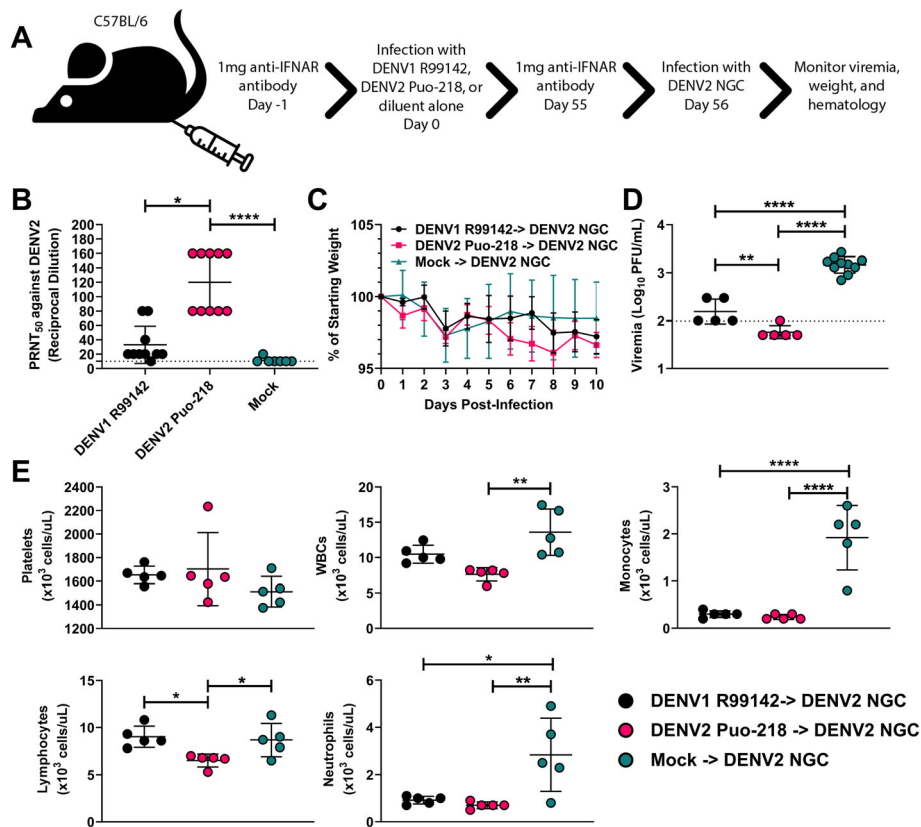 A
C57BL/6
1mg anti-IFNAR
antibody
Day -1
Infection with
DENV1 R99142,
DENV2 Puo-218, or
diluent alone
Day 0
1mg anti-IFNAR
antibody
Day 55
Infection with
DENV2 NGC
Day 56
Monitor viremia,
weight, and
hematology
B
PRNT50 against DENV2
(Reciprocal Dilution)
200
180
160
140
120
100
80
60
40
20
0
*
****
DENV1 R99142
DENV2 Puo-218
Mock
C
% of Starting Weight
105
100
95
DENV1 R99142-> DENV2 NGC
DENV2 Puo-218 -> DENV2 NGC
Mock -> DENV2 NGC
0 1 2 3 4 5 6 7 8 9 10
Days Post-Infection
D
Viremia (Log10 PFU/mL)
4
3
2
1
****
****
**
E
Platelets
(x103 cells/uL)
2400
2200
2000
1800
1600
1400
1200
WBCs
(x103 cells/uL)
20
15
10
5
0
**
Monocytes
(x103 cells/uL)
3
2
1
0
****
****
Lymphocytes
(x103 cells/uL)
15
10
5
0
*
*
Neutrophils
(x103 cells/uL)
6
4
2
0
*
**
DENV1 R99142-> DENV2 NGC
DENV2 Puo-218 -> DENV2 NGC
Mock -> DENV2 NGC